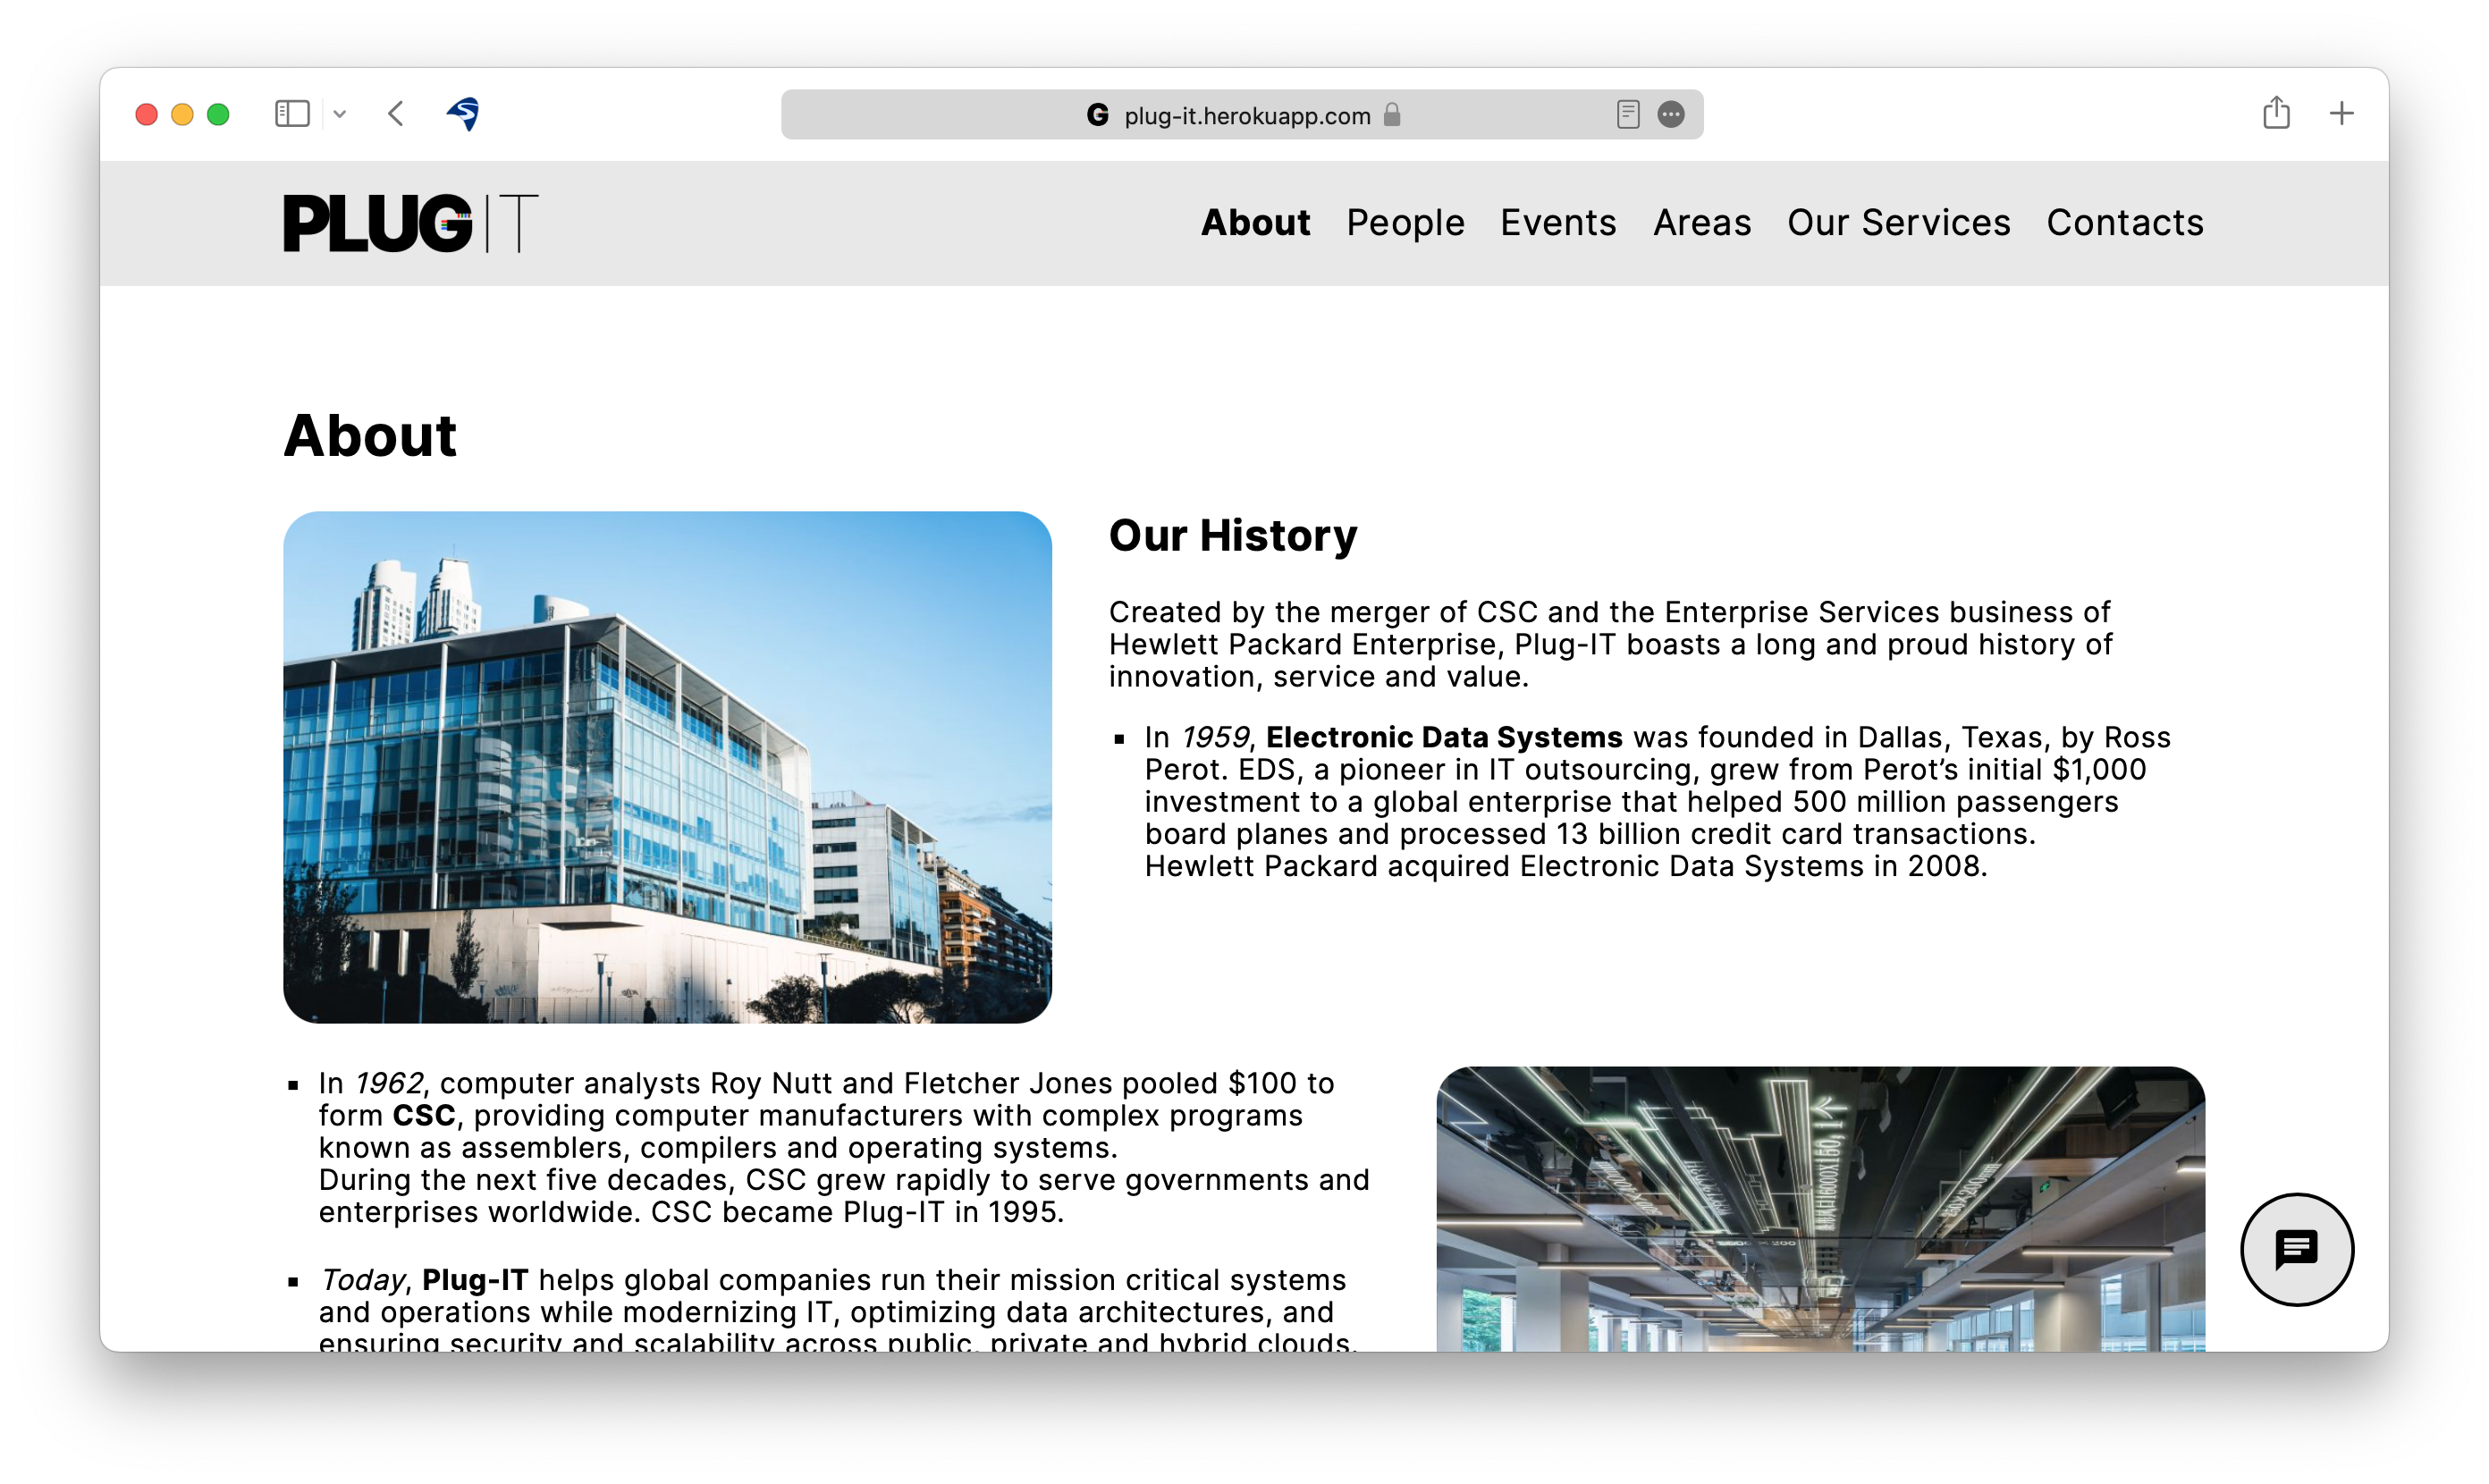 plug-it.herokuapp.com
PLUGIT
About People Events Areas Our Services Contacts
About
Our History
Created by the merger of CSC and the Enterprise Services business of
Hewlett Packard Enterprise, Plug-IT boasts a long and proud history of
innovation, service and value.
▪ In 1959, Electronic Data Systems was founded in Dallas, Texas, by Ross
Perot. EDS, a pioneer in IT outsourcing, grew from Perot’s initial $1,000
investment to a global enterprise that helped 500 million passengers
board planes and processed 13 billion credit card transactions.
Hewlett Packard acquired Electronic Data Systems in 2008.
▪ In 1962, computer analysts Roy Nutt and Fletcher Jones pooled $100 to
form CSC, providing computer manufacturers with complex programs
known as assemblers, compilers and operating systems.
During the next five decades, CSC grew rapidly to serve governments and
enterprises worldwide. CSC became Plug-IT in 1995.
▪ Today, Plug-IT helps global companies run their mission critical systems
and operations while modernizing IT, optimizing data architectures, and
ensuring security and scalability across public, private and hybrid clouds.